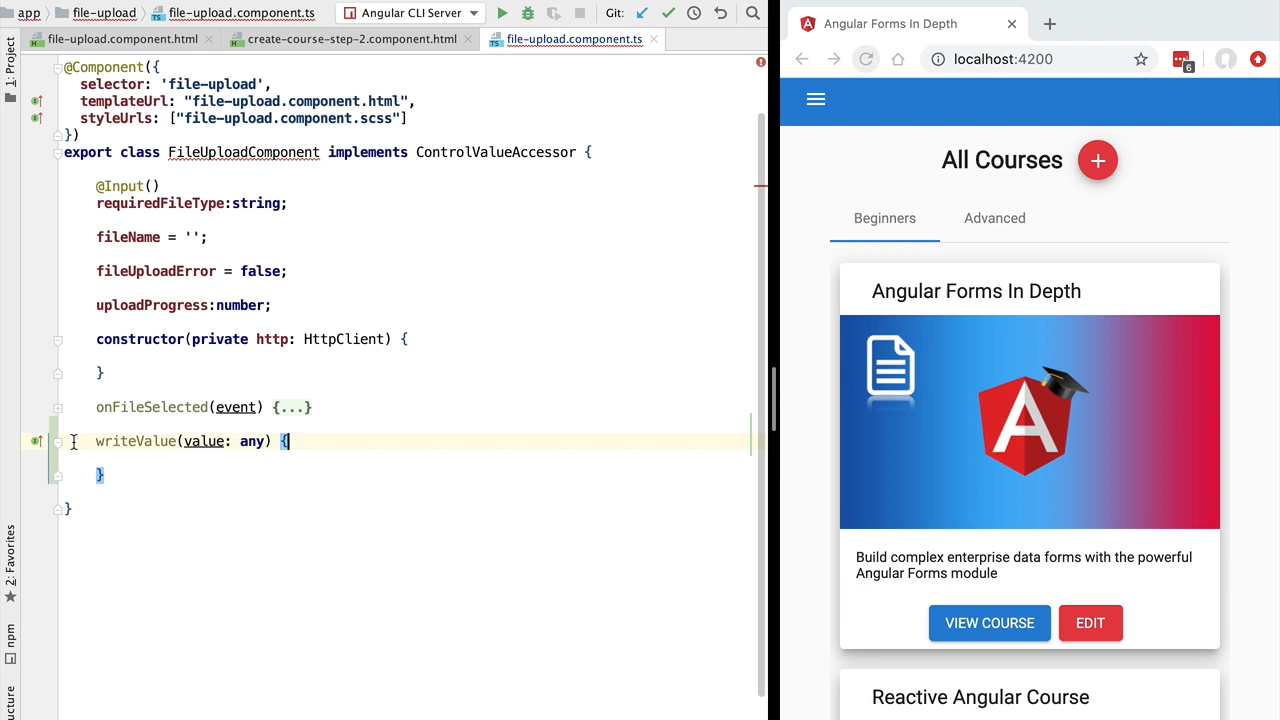 app
file-upload
file-upload.component.ts
Angular CLI Server
Git:
file-upload.component.html
create-course-step-2.component.html
file-upload.component.ts
1: Project
2: Favorites
npm
@Component({
selector: 'file-upload',
templateUrl: "file-upload.component.html",
styleUrls: ["file-upload.component.scss"]
})
export class FileUploadComponent implements ControlValueAccessor {
@Input()
requiredFileType:string;
fileName = '';
fileUploadError = false;
uploadProgress:number;
constructor(private http: HttpClient) {
}
onFileSelected(event) {...}
writeValue(value: any) {
}
}
Angular Forms In Depth
localhost:4200
6
All Courses
+
Beginners
Advanced
Angular Forms In Depth
A
Build complex enterprise data forms with the powerful
Angular Forms module
VIEW COURSE
EDIT
Reactive Angular Course